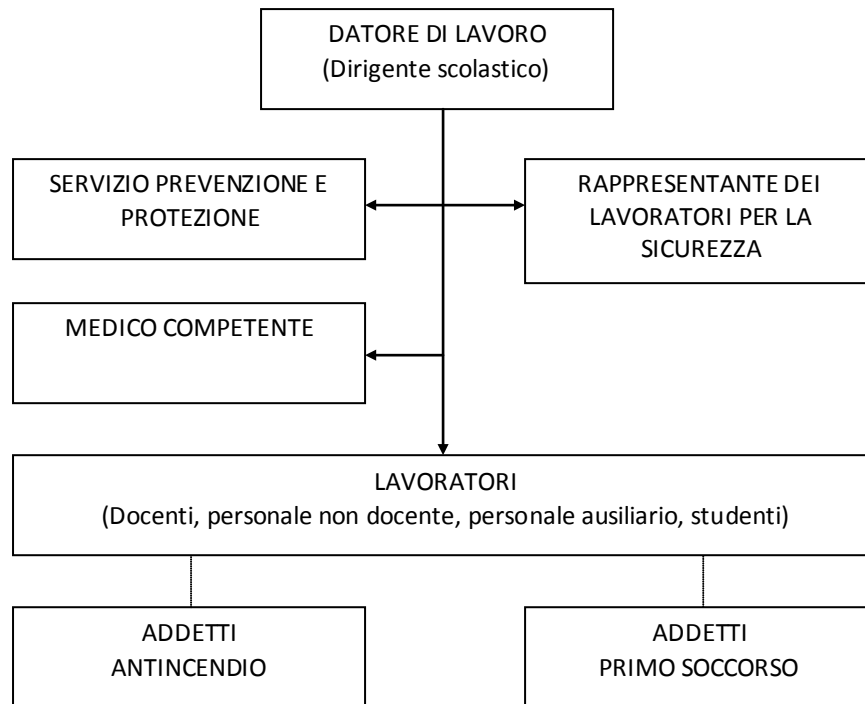 DATORE DI LAVORO
(Dirigente scolastico)
SERVIZIO PREVENZIONE E
PROTEZIONE
RAPPRESENTANTE DEI
LAVORATORI PER LA
SICUREZZA
MEDICO COMPETENTE
LAVORATORI
(Docenti, personale non docente, personale ausiliario, studenti)
ADDETTI
ANTINCENDIO
ADDETTI
PRIMO SOCCORSO